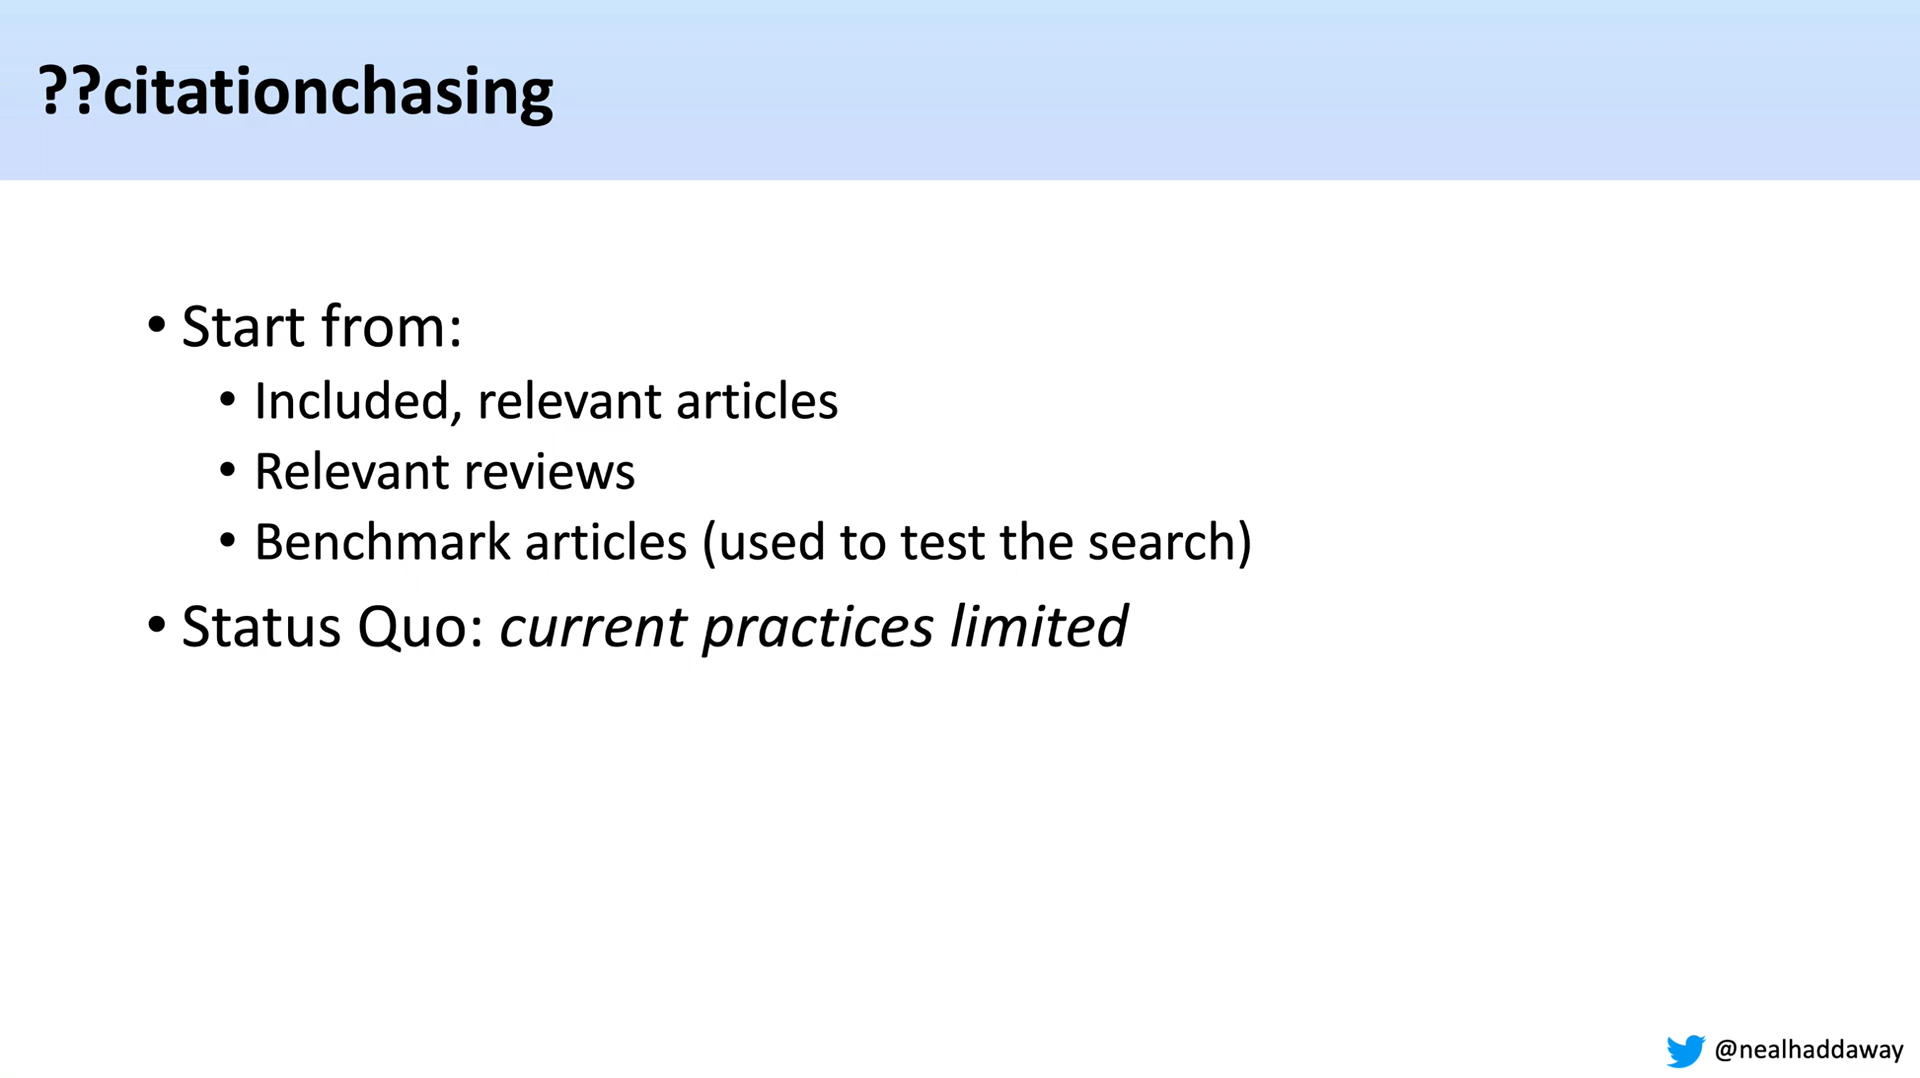 ??citationchasing
• Start from:
• Included, relevant articles
• Relevant reviews
• Benchmark articles (used to test the search)
• Status Quo: current practices limited
@nealhaddaway